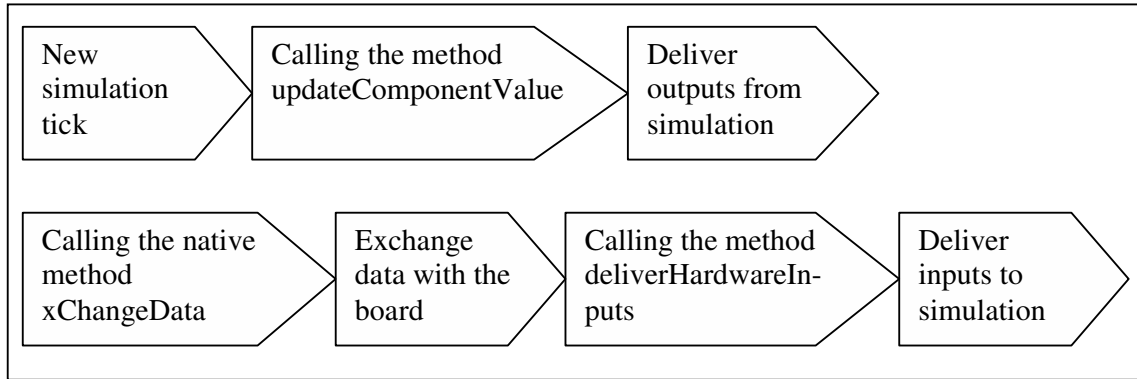 New
simulation
tick
Calling the method
updateComponentValue
Deliver
outputs from
simulation
Calling the native
method
xChangeData
Exchange
data with the
board
Calling the method
deliverHardwareIn-
puts
Deliver
inputs to
simulation